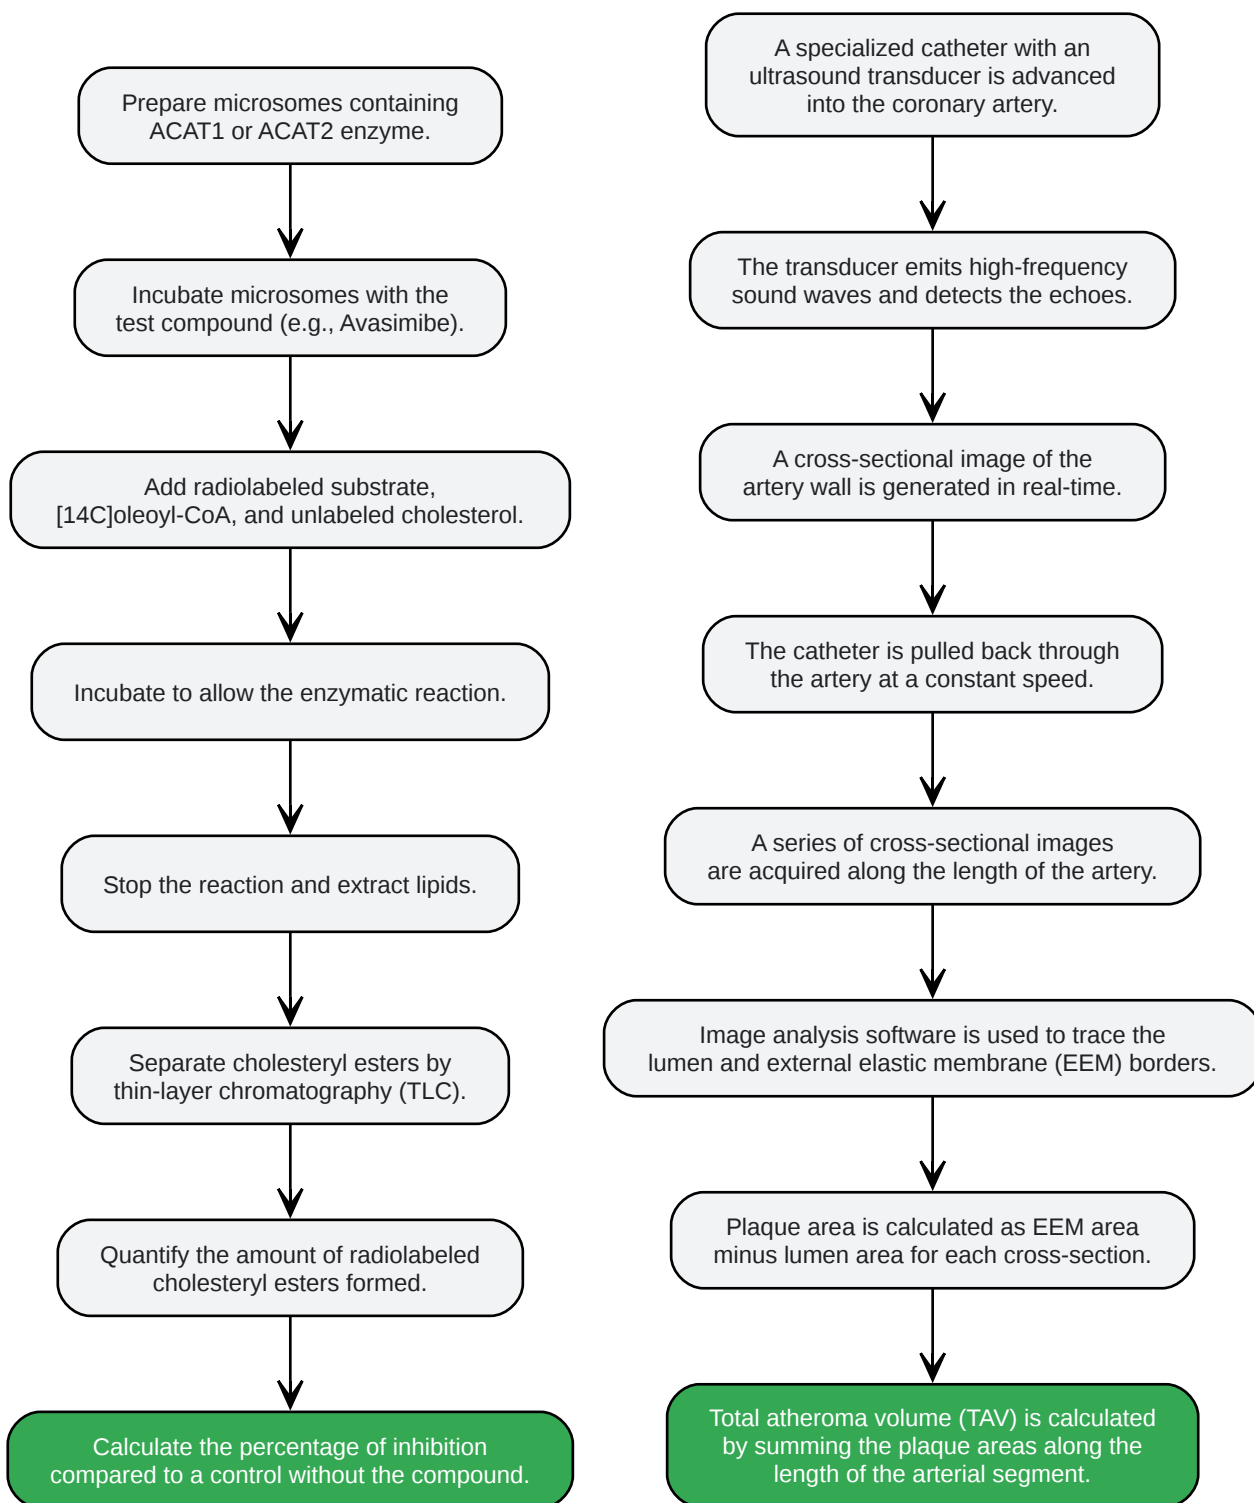 Prepare microsomes containing
ACAT1 or ACAT2 enzyme.
Incubate microsomes with the
test compound (e.g., Avasimibe).
Add radiolabeled substrate,
[14C]oleoyl-CoA, and unlabeled cholesterol.
Incubate to allow the enzymatic reaction.
Stop the reaction and extract lipids.
Separate cholesteryl esters by
thin-layer chromatography (TLC).
Quantify the amount of radiolabeled
cholesteryl esters formed.
Calculate the percentage of inhibition
compared to a control without the compound.
A specialized catheter with an
ultrasound transducer is advanced
into the coronary artery.
The transducer emits high-frequency
sound waves and detects the echoes.
A cross-sectional image of the
artery wall is generated in real-time.
The catheter is pulled back through
the artery at a constant speed.
A series of cross-sectional images
are acquired along the length of the artery.
Image analysis software is used to trace the
lumen and external elastic membrane (EEM) borders.
Plaque area is calculated as EEM area
minus lumen area for each cross-section.
Total atheroma volume (TAV) is calculated
by summing the plaque areas along the
length of the arterial segment.